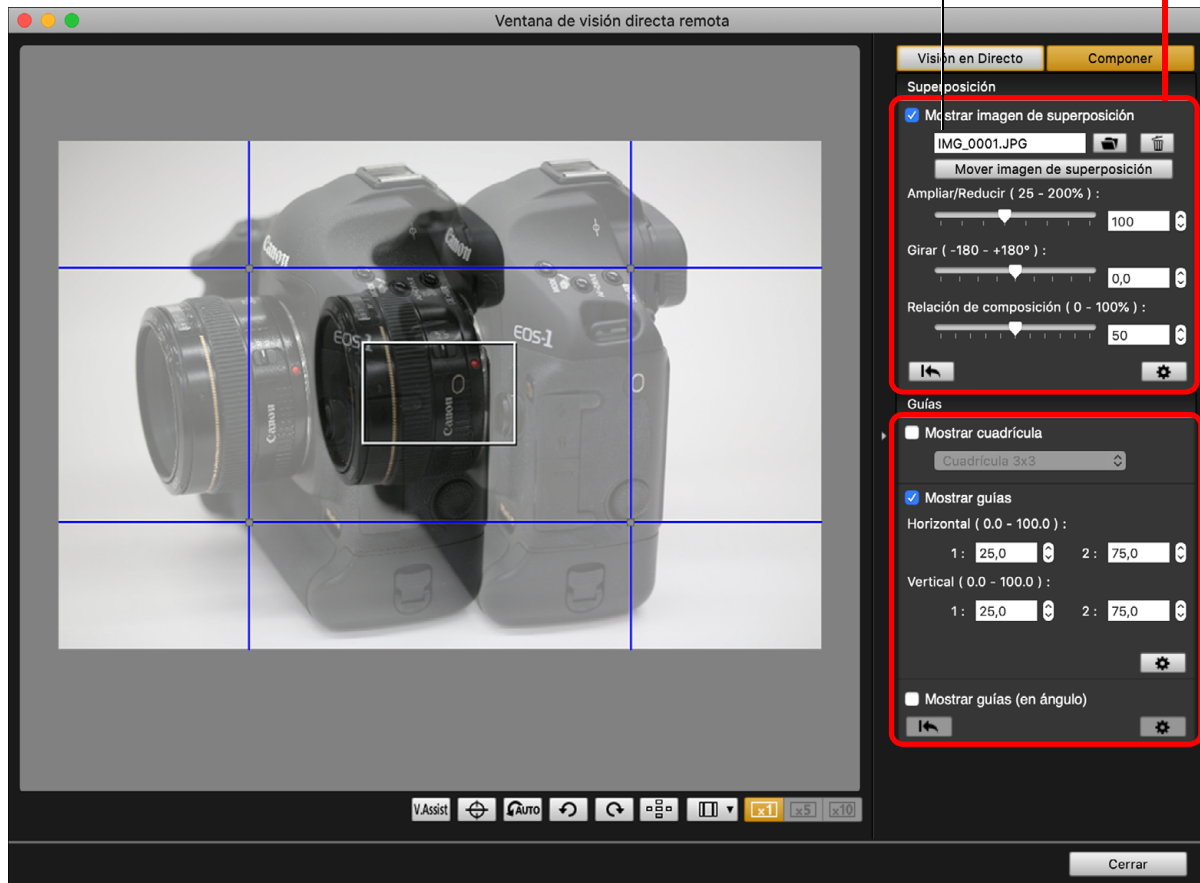 Ventana de visión directa remota
Visión en Directo
Componer
Superposición
Mostrar imagen de superposición
IMG_0001.JPG
Mover imagen de superposición
Ampliar/Reducir ( 25 - 200% ) :
100
Girar ( -180 - +180° ) :
0,0
Relación de composición ( 0 - 100% ) :
50
Guías
Mostrar cuadrícula
Cuadrícula 3x3
Mostrar guías
Horizontal ( 0.0 - 100.0 ) :
1 : 25,0 2 : 75,0
Vertical ( 0.0 - 100.0 ) :
1 : 25,0 2 : 75,0
Mostrar guías (en ángulo)
Canon
Canon
EOS-1
EOS-1
Canon
Canon
V.Assist
AUTO
x1 x5 x10
Cerrar